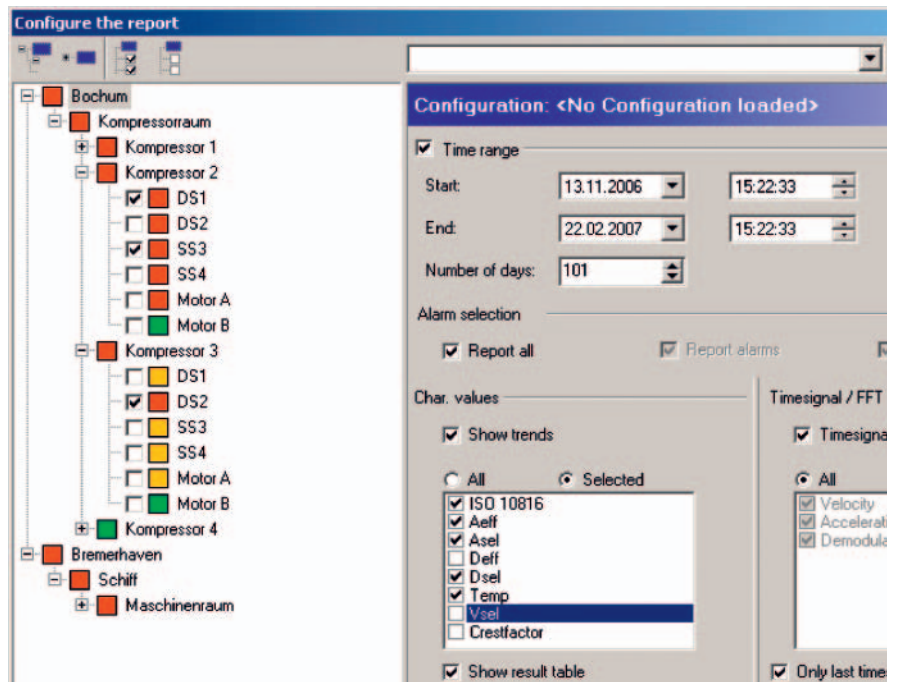 Configure the report
Bochum
Kompressorraum
Kompressor 1
Kompressor 2
DS1
DS2
SS3
SS4
Motor A
Motor B
Kompressor 3
DS1
DS2
SS3
SS4
Motor A
Motor B
Kompressor 4
Bremerhaven
Schiff
Maschinenraum
Configuration: <No Configuration loaded>
Time range
Start: 13.11.2006 15:22:33
End: 22.02.2007 15:22:33
Number of days: 101
Alarm selection
Report all Report alarms
Char. values
Show trends
All Selected
ISO 10816
Aeff
Asel
Deff
Dsel
Temp
Vsel
Crestfactor
Show result table
Timesignal / FFT
Timesigna
All
Velocity
Accelerati
Demodula
Only last time